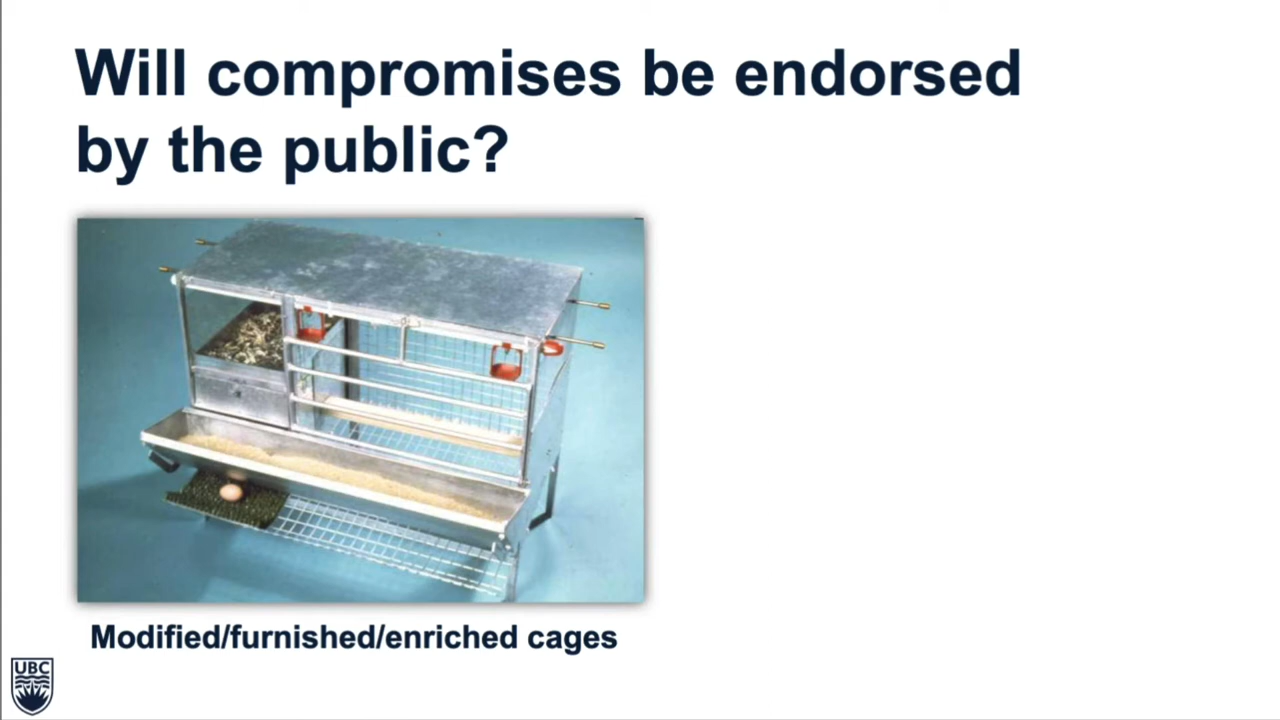 Will compromises be endorsed
by the public?
Modified/furnished/enriched cages
UBC